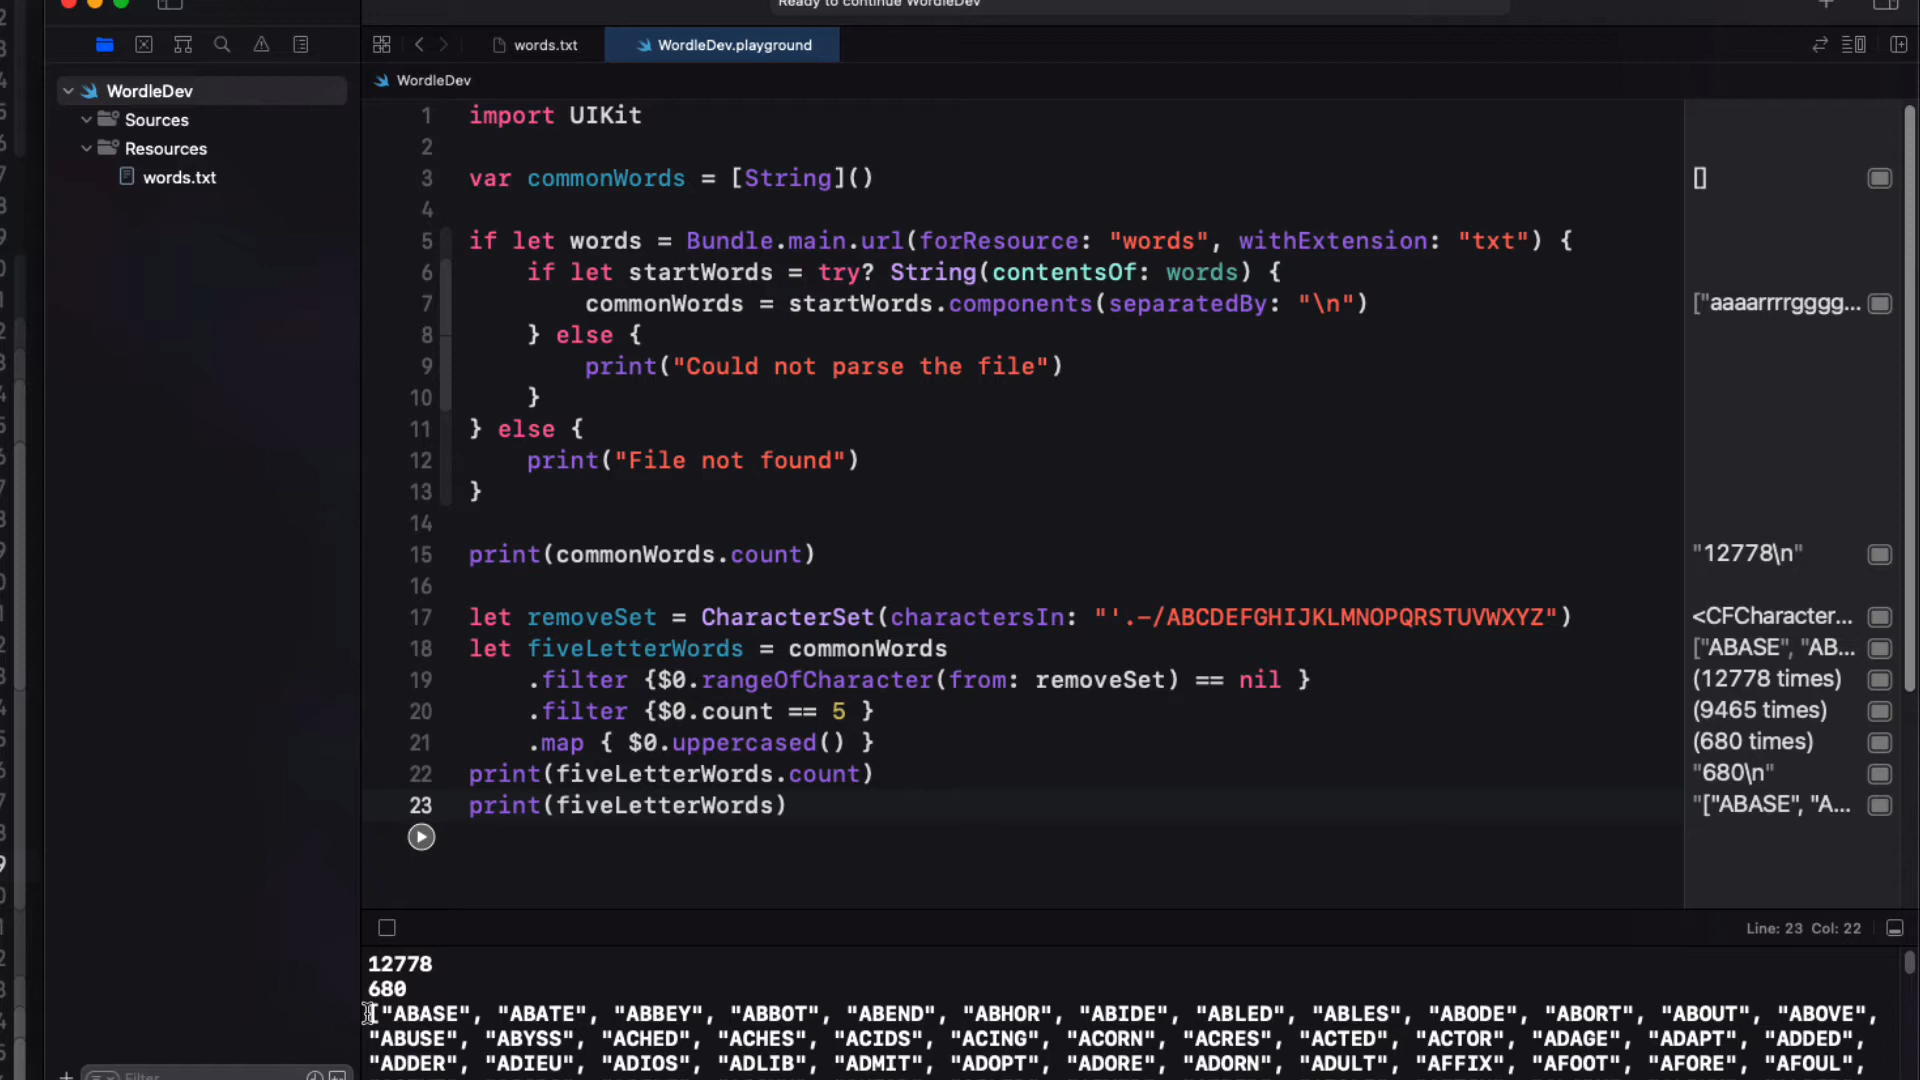 Ready to continue WordleDev
words.txt
WordleDev.playground
WordleDev
Sources
Resources
words.txt
WordleDev
1 import UIKit
2
3 var commonWords = [String]()
[]
4
5 if let words = Bundle.main.url(forResource: "words", withExtension: "txt") {
6 if let startWords = try? String(contentsOf: words) {
7 commonWords = startWords.components(separatedBy: "\n")
["aaaarrrrgggg...
8 } else {
9 print("Could not parse the file")
10 }
11 } else {
12 print("File not found")
13 }
14
15 print(commonWords.count)
"12778\n"
16
17 let removeSet = CharacterSet(charactersIn: "'.-/ABCDEFGHIJKLMNOPQRSTUVWXYZ")
<CFCharacter...
18 let fiveLetterWords = commonWords
["ABASE", "AB...
19 .filter {$0.rangeOfCharacter(from: removeSet) == nil }
(12778 times)
20 .filter {$0.count == 5 }
(9465 times)
21 .map { $0.uppercased() }
(680 times)
22 print(fiveLetterWords.count)
"680\n"
23 print(fiveLetterWords)
"["ABASE", "A...
Line: 23 Col: 22
12778
680
["ABASE", "ABATE", "ABBEY", "ABBOT", "ABEND", "ABHOR", "ABIDE", "ABLED", "ABLES", "ABODE", "ABORT", "ABOUT", "ABOVE",
"ABUSE", "ABYSS", "ACHED", "ACHES", "ACIDS", "ACING", "ACORN", "ACRES", "ACTED", "ACTOR", "ADAGE", "ADAPT", "ADDED",
"ADDER", "ADIEU", "ADIOS", "ADLIB", "ADMIT", "ADOPT", "ADORE", "ADORN", "ADULT", "AFFIX", "AFOOT", "AFORE", "AFOUL",
Filter